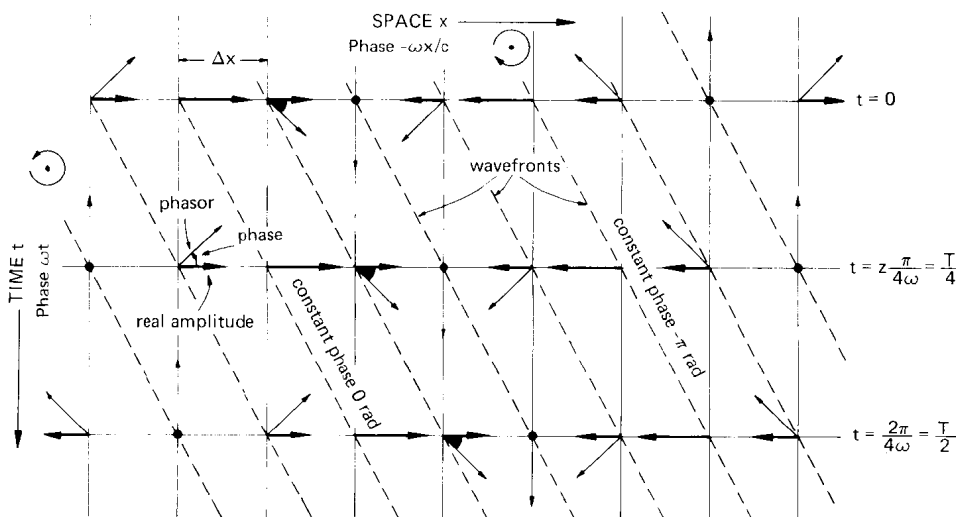 SPACE x
Phase -ωx/c
Δx
t = 0
wavefronts
phasor
phase
TIME t
Phase ωt
real amplitude
t = z π/4ω = T/4
constant phase 0 rad
constant phase - π rad
t = 2π/4ω = T/2